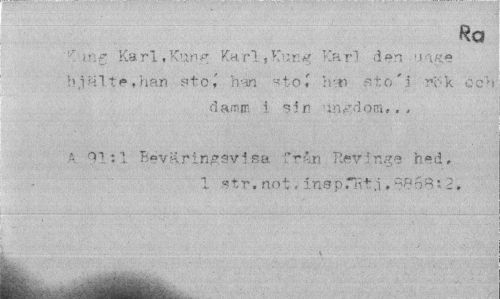 Ra
Kung Karl,Kung Karl,Kung Karl den unge
hjälte,han sto´, han sto´, han sto´i rök och
damm i sin ungdom...
A 91:1 Beväringsvisa från Revinge hed.
1 str.not.insp.Rtj.8868:2.